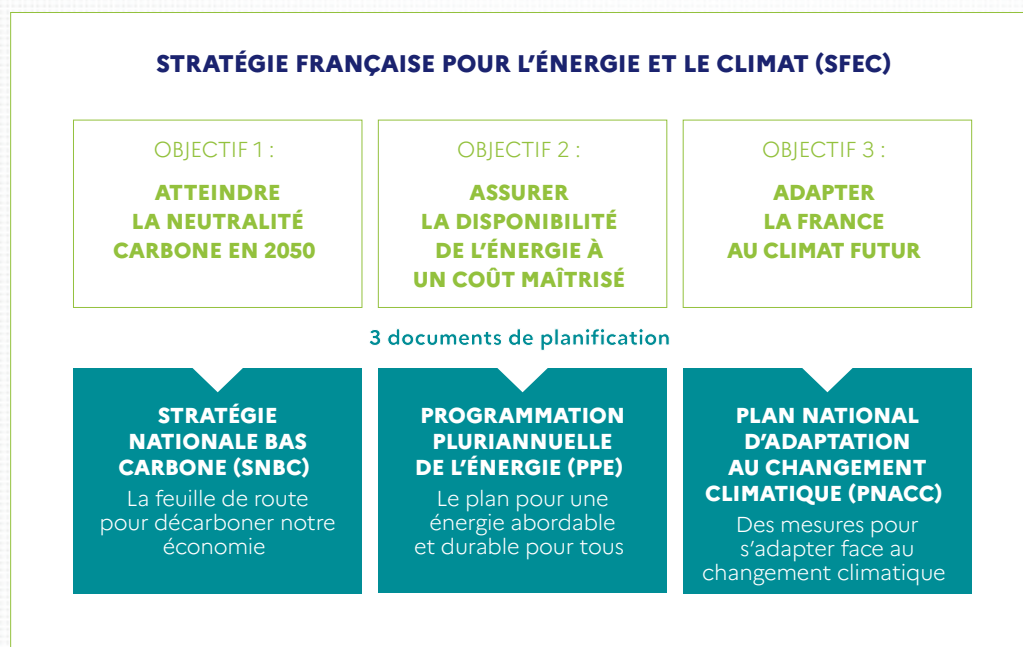 STRATÉGIE FRANÇAISE POUR L’ÉNERGIE ET LE CLIMAT (SFEC)
OBJECTIF 1 :
ATTEINDRE
LA NEUTRALITÉ
CARBONE EN 2050
OBJECTIF 2 :
ASSURER
LA DISPONIBILITÉ
DE L’ÉNERGIE À
UN COÛT MAÎTRISÉ
OBJECTIF 3 :
ADAPTER
LA FRANCE
AU CLIMAT FUTUR
3 documents de planification
STRATÉGIE
NATIONALE BAS
CARBONE (SNBC)
La feuille de route
pour décarboner notre
économie
PROGRAMMATION
PLURIANNUELLE
DE L’ÉNERGIE (PPE)
Le plan pour une
énergie abordable
et durable pour tous
PLAN NATIONAL
D’ADAPTATION
AU CHANGEMENT
CLIMATIQUE (PNACC)
Des mesures pour
s’adapter face au
changement climatique